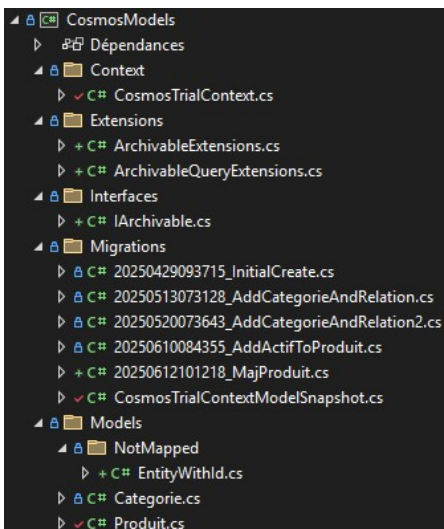 C# CosmosModels
Dépendances
Context
C# CosmosTrialContext.cs
Extensions
+ C# ArchivableExtensions.cs
+ C# ArchivableQueryExtensions.cs
Interfaces
+ C# IArchivable.cs
Migrations
C# 20250429093715_InitialCreate.cs
C# 20250513073128_AddCategorieAndRelation.cs
C# 20250520073643_AddCategorieAndRelation2.cs
C# 20250610084355_AddActifToProduit.cs
+ C# 20250612101218_MajProduit.cs
C# CosmosTrialContextModelSnapshot.cs
Models
NotMapped
+ C# EntityWithId.cs
C# Categorie.cs
C# Produit.cs